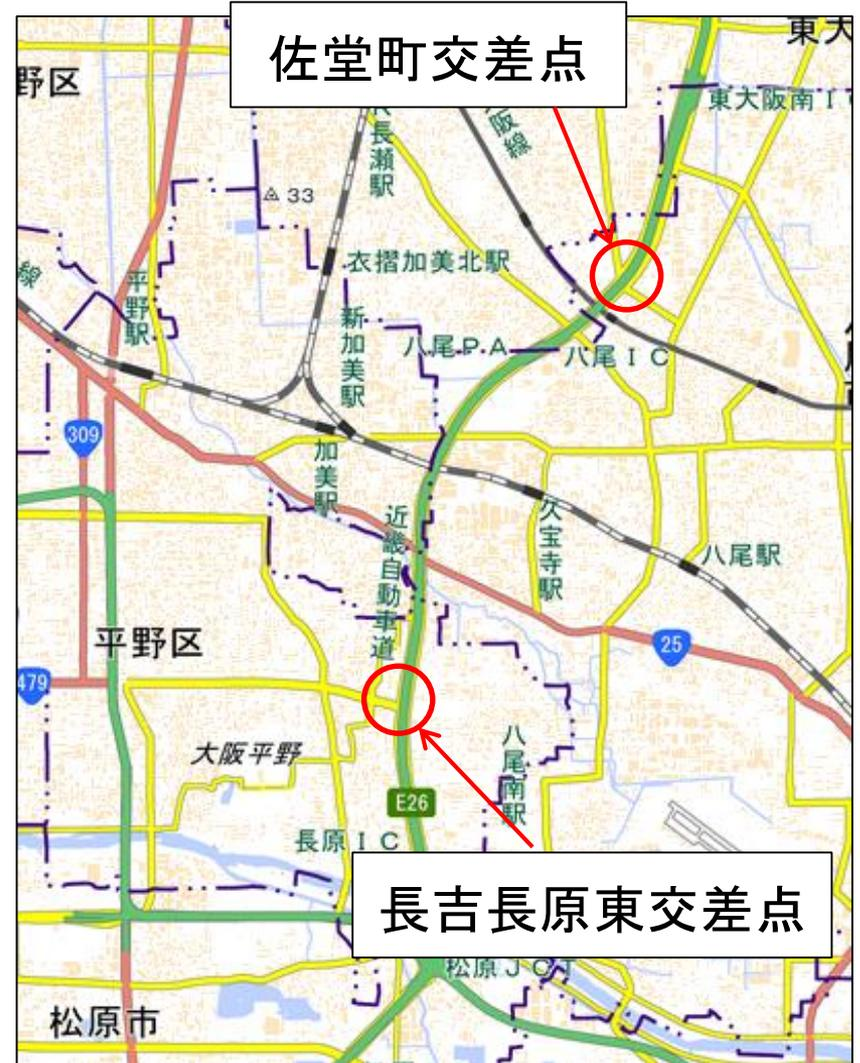 佐堂町交差点
東大
野区
東大阪南I
長瀬駅
阪線
33
衣摺加美北駅
線
平野駅
新加美駅
八尾PA
八尾IC
309
加美駅
近畿自動車道
久宝寺駅
八尾駅
平野区
25
479
大阪平野
八尾南駅
E26
長原IC
長吉長原東交差点
松原JCT
松原市